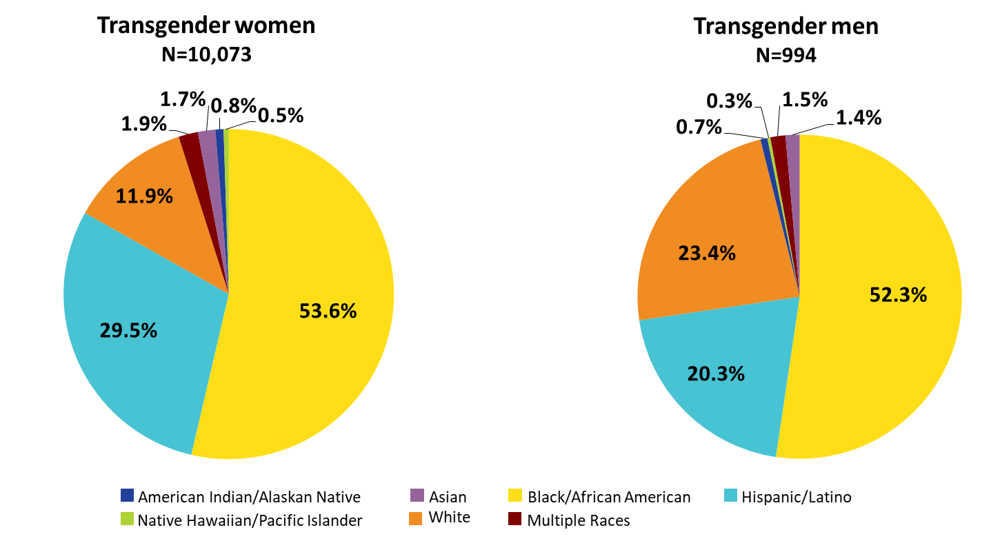 Transgender women
N=10,073
1.7%
0.8%
0.5%
1.9%
11.9%
29.5%
53.6%
Transgender men
N=994
0.3%
1.5%
0.7%
1.4%
23.4%
20.3%
52.3%
American Indian/Alaskan Native
Asian
Black/African American
Hispanic/Latino
Native Hawaiian/Pacific Islander
White
Multiple Races